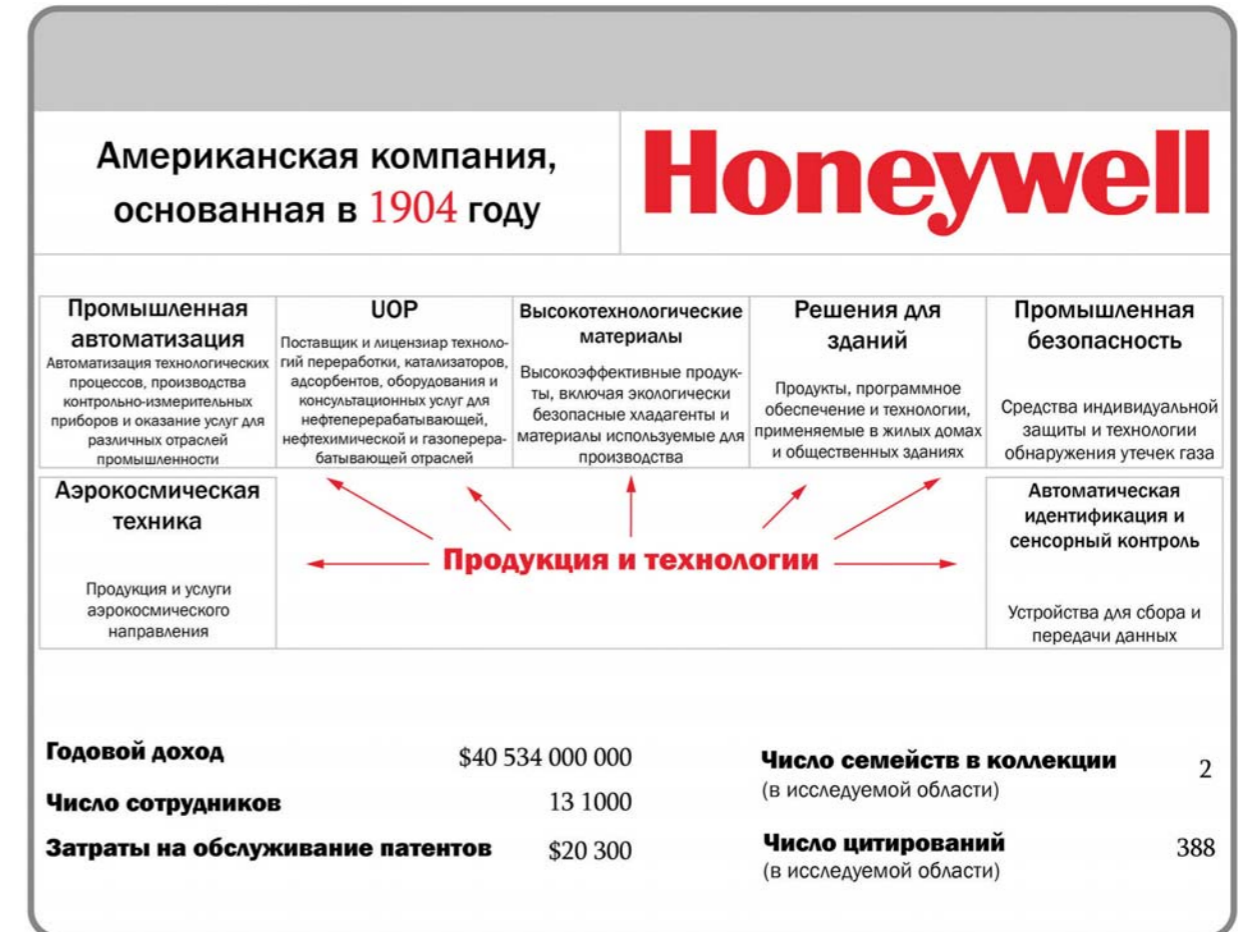 Американская компания,
основанная в 1904 году
Honeywell
Промышленная
автоматизация
Автоматизация технологических
процессов, производства
контрольно-измерительных
приборов и оказание услуг для
различных отраслей
промышленности
UOP
Поставщик и лицензиар техноло-
гий переработки, катализаторов,
адсорбентов, оборудования и
консультационных услуг для
нефтеперерабатывающей,
нефтехимической и газоперера-
батывающей отраслей
Высокотехнологические
материалы
Высокоэффективные продук-
ты, включая экологически
безопасные хладагенты и
материалы используемые для
производства
Решения для
зданий
Продукты, программное
обеспечение и технологии,
применяемые в жилых домах
и общественных зданиях
Промышленная
безопасность
Средства индивидуальной
защиты и технологии
обнаружения утечек газа
Аэрокосмическая
техника
Продукция и услуги
аэрокосмического
направления
Продукция и технологии
Автоматическая
идентификация и
сенсорный контроль
Устройства для сбора и
передачи данных
Годовой доход $40 534 000 000
Число сотрудников 13 1000
Затраты на обслуживание патентов $20 300
Число семейств в коллекции 2
(в исследуемой области)
Число цитирований 388
(в исследуемой области)